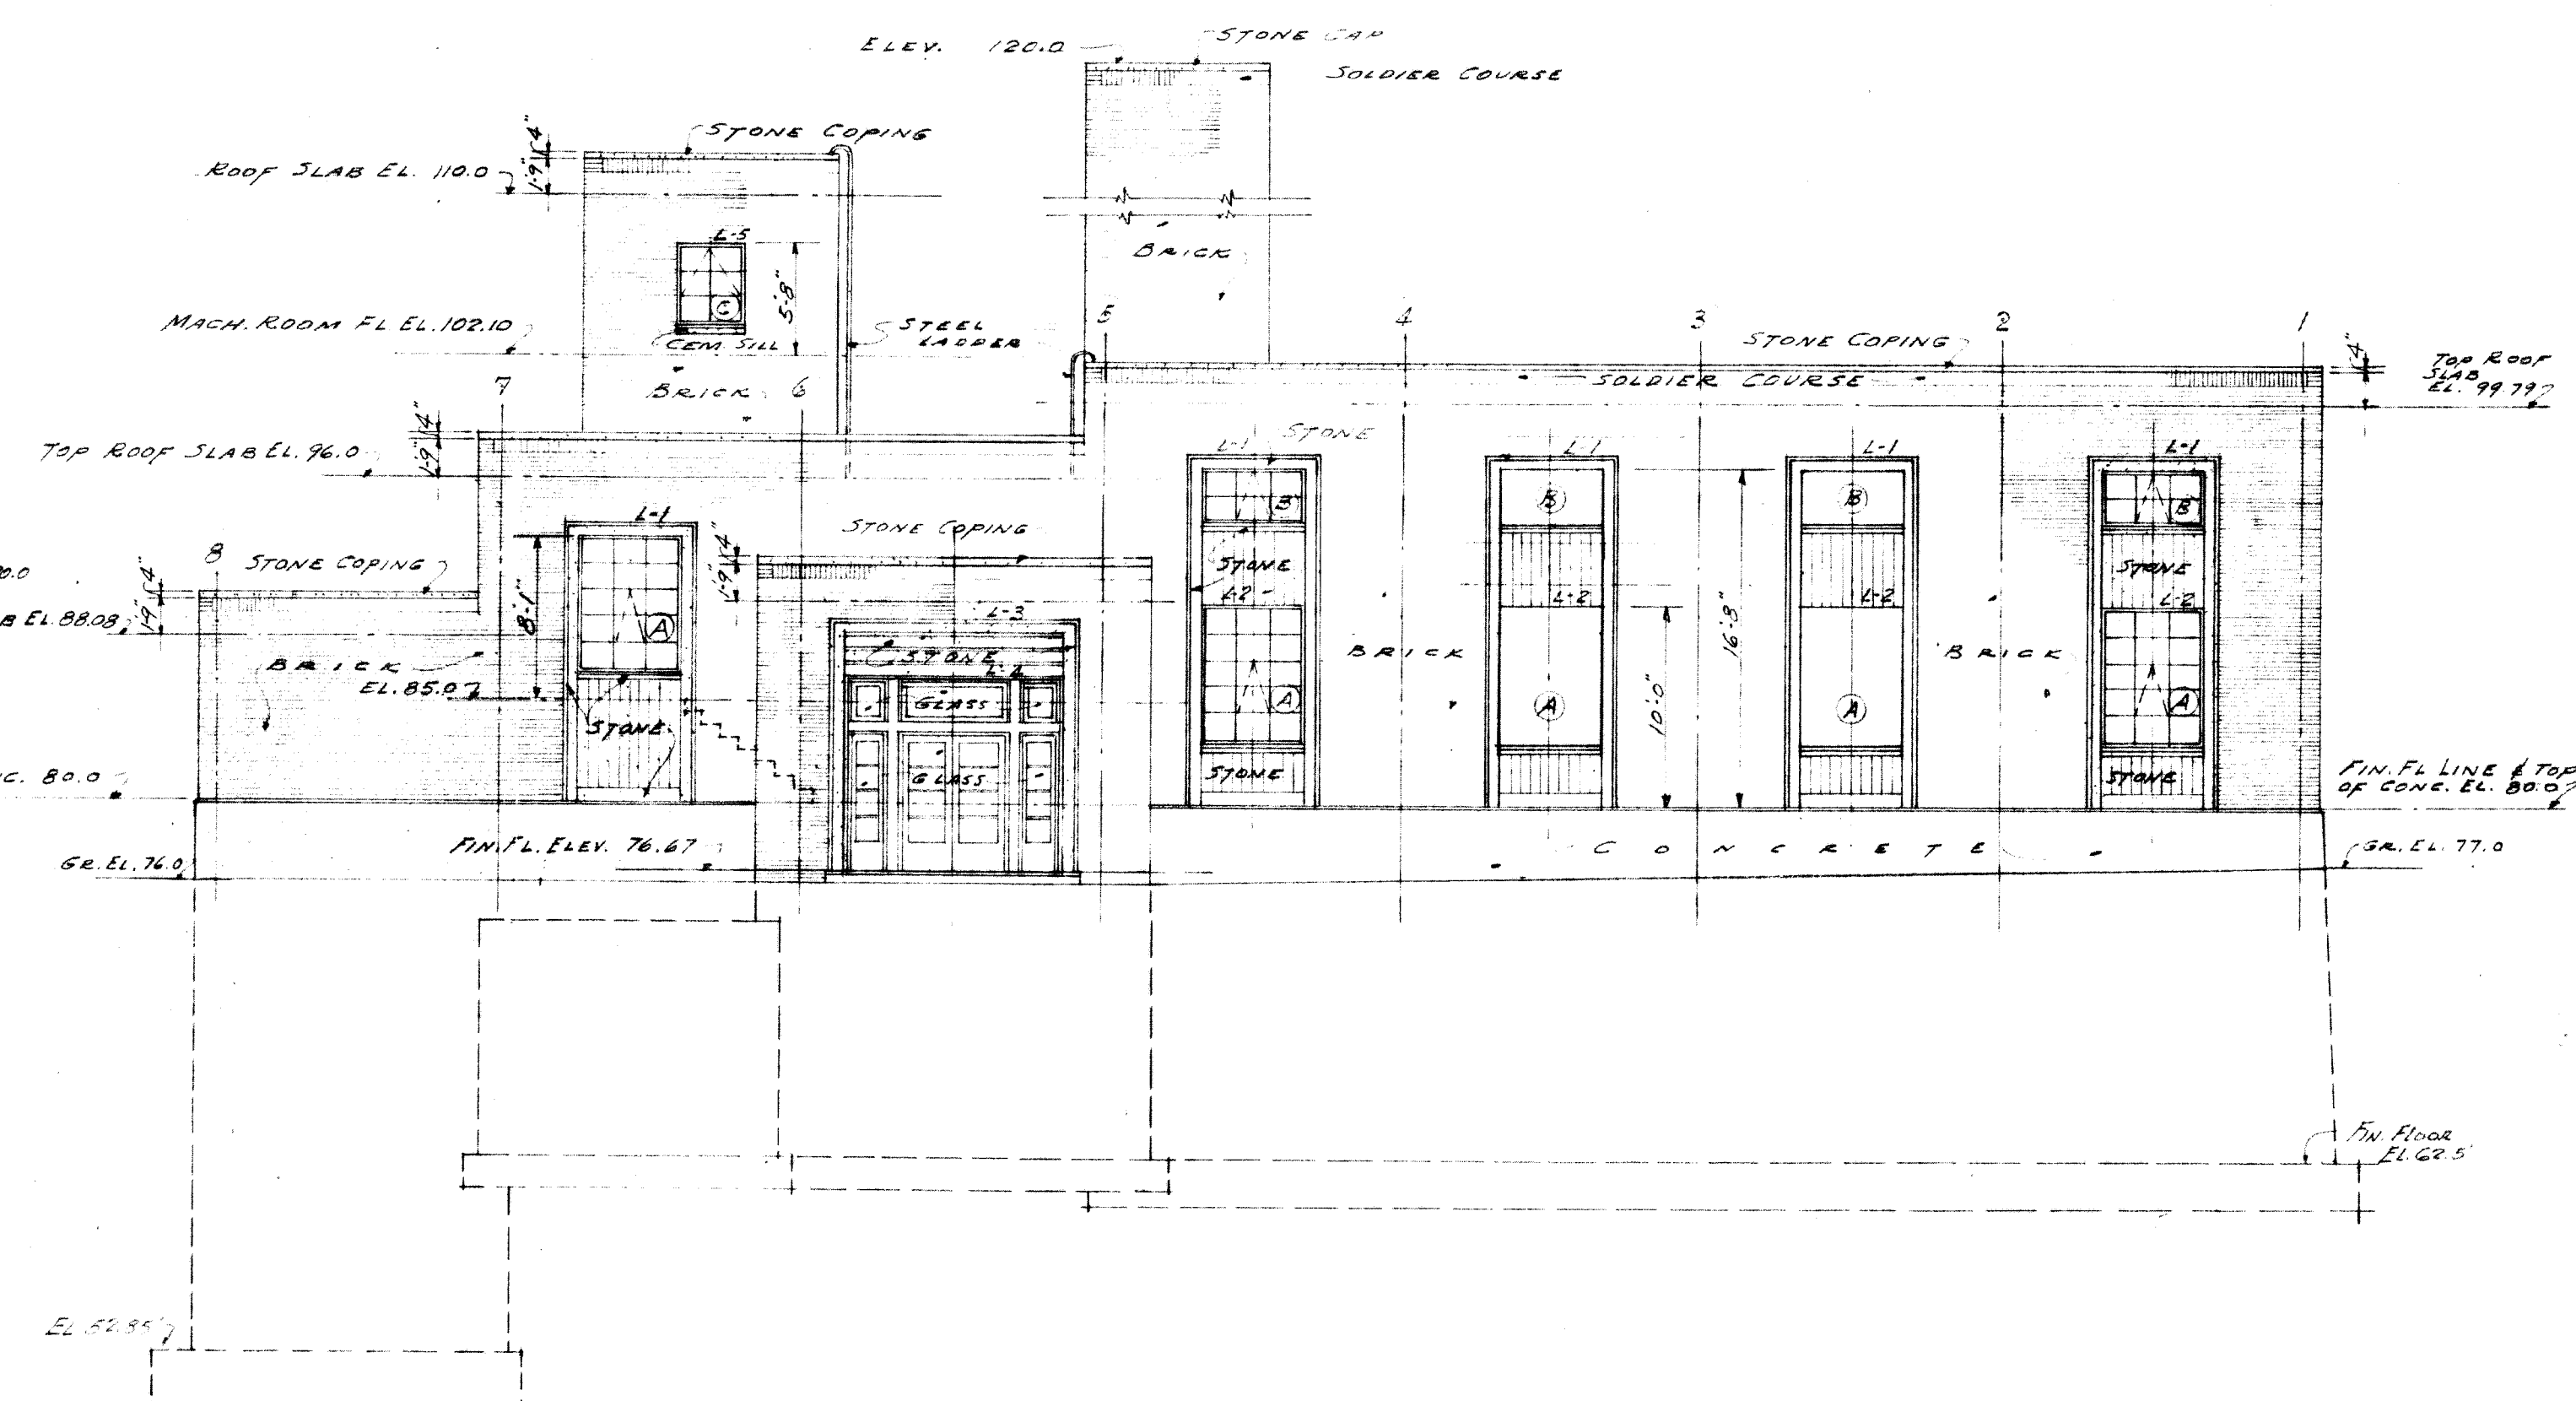 ELEV. 120.0
STONE CAP
SOLDIER COURSE
STONE COPING
4"
1'-9"
ROOF SLAB EL. 110.0
BRICK
L-5
C
5'-8"
CEM. SILL
MACH. ROOM FL EL. 102.10
STEEL
LADDER
BRICK
7
6
5
4
3
2
1
STONE COPING
SOLDIER COURSE
4"
TOP ROOF
SLAB
EL. 99.79
4"
1'-9"
TOP ROOF SLAB EL. 96.0
STONE
L-1
L-1
L-1
L-1
L-1
B
B
B
B
STONE COPING
4"
1'-9"
8
STONE COPING
4"
1'-9"
0.0
B EL. 88.08
8'-1"
A
STONE
STONE
L-2
L-2
L-2
L-2
L-3
STONE
L-4
BRICK
EL. 85.0
STONE
GLASS
GLASS
BRICK
BRICK
10'-0"
16'-8"
A
A
A
A
STONE
STONE
C. 80.0
FIN. FL LINE & TOP
OF CONC. EL. 80.0
FIN. FL. ELEV. 76.67
CONCRETE
GR. EL. 76.0
GR. EL. 77.0
FIN. FLOOR
EL. 62.5